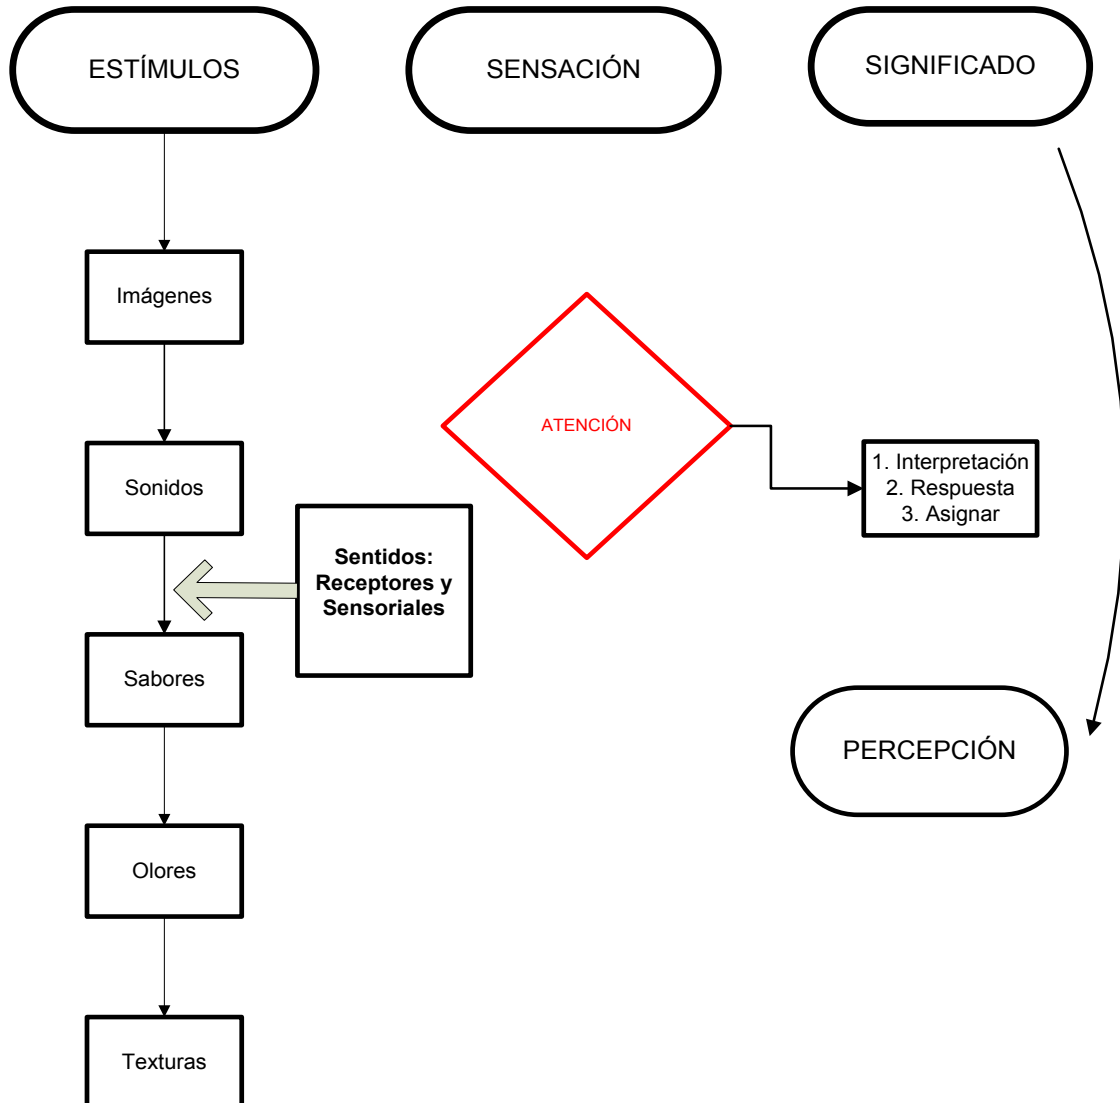 ESTÍMULOS
SENSACIÓN
SIGNIFICADO
Imágenes
ATENCIÓN
Sonidos
1. Interpretación
2. Respuesta
3. Asignar
Sentidos:
Receptores y
Sensoriales
Sabores
PERCEPCIÓN
Olores
Texturas